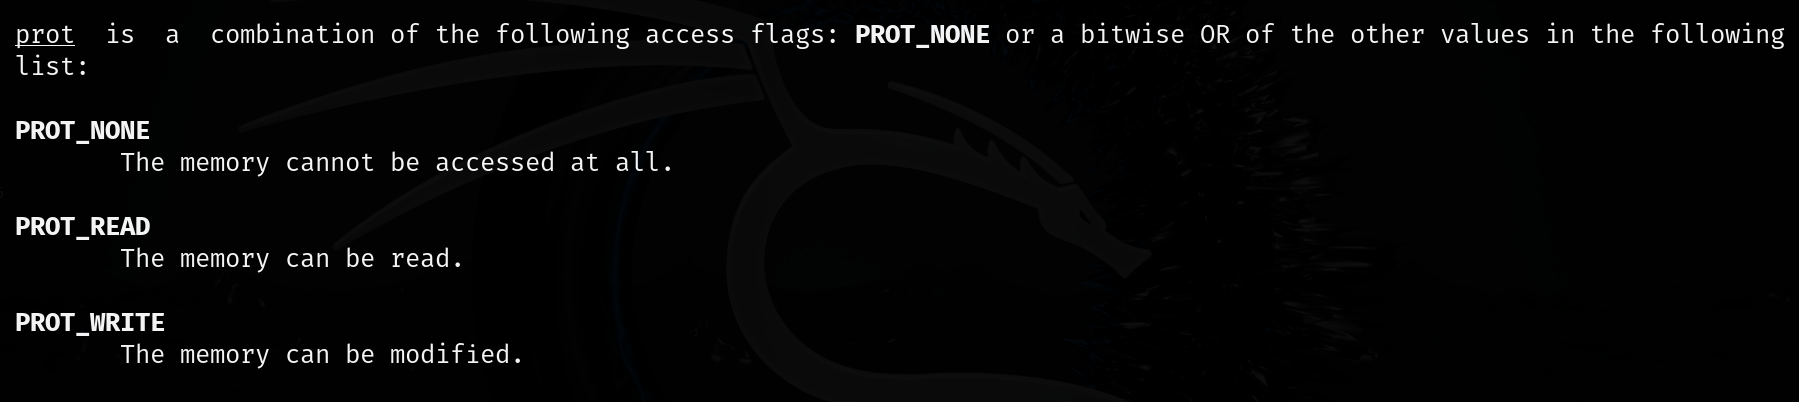 prot is a combination of the following access flags: PROT_NONE or a bitwise OR of the other values in the following
list:
PROT_NONE
The memory cannot be accessed at all.
PROT_READ
The memory can be read.
PROT_WRITE
The memory can be modified.